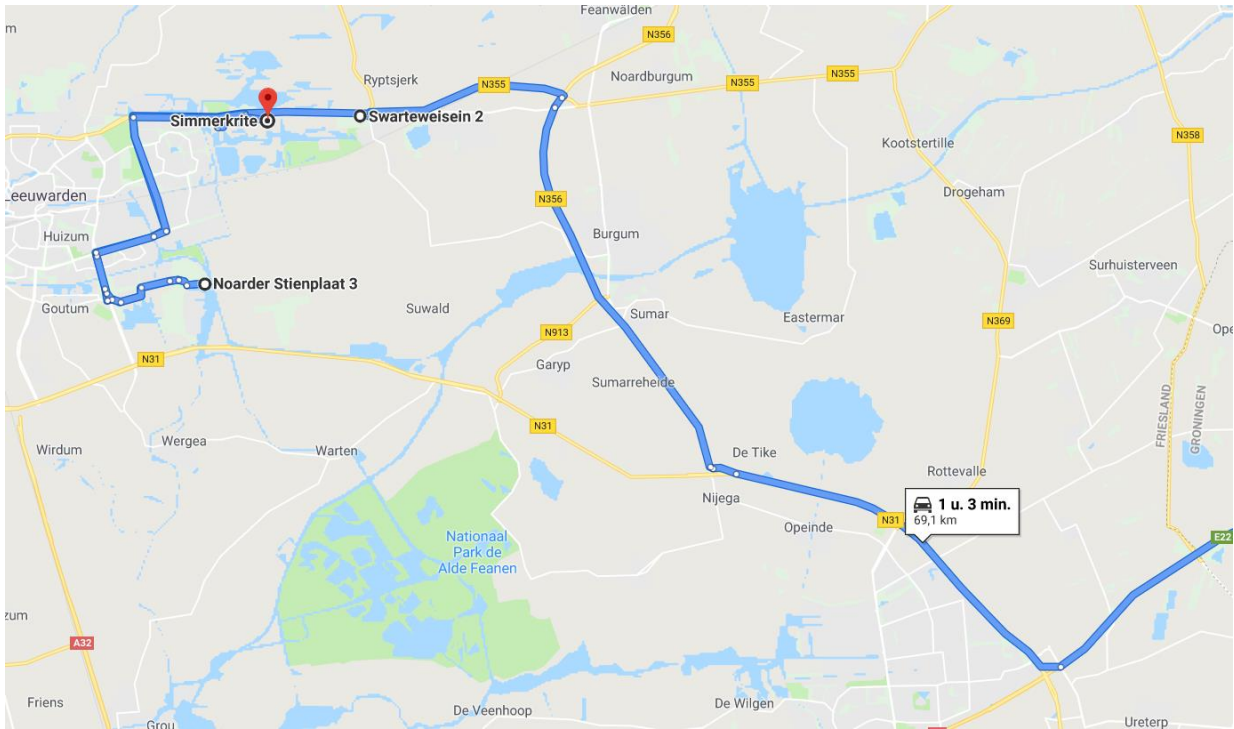 Feanwâlden
m
N356
Ryptsjerk
N355
Noardburgum
N355
N355
N358
Simmerkrite
Swarteweisein 2
Kootstertille
Leeuwarden
N356
Drogeham
Huizum
Burgum
Surhuisterveen
Noarder Stienplaat 3
Goutum
Suwald
Sumar
Eastermar
N369
Ope
N913
N31
Garyp
Sumarreheide
FRIESLAND
GRONINGEN
N31
Wergea
Wirdum
Warten
De Tike
Rottevalle
Nijega
1 u. 3 min.
69,1 km
N31
Opeinde
E22
Nationaal
Park de
Alde Feanen
zum
A32
Friens
De Veenhoop
De Wilgen
Grou
Ureterp